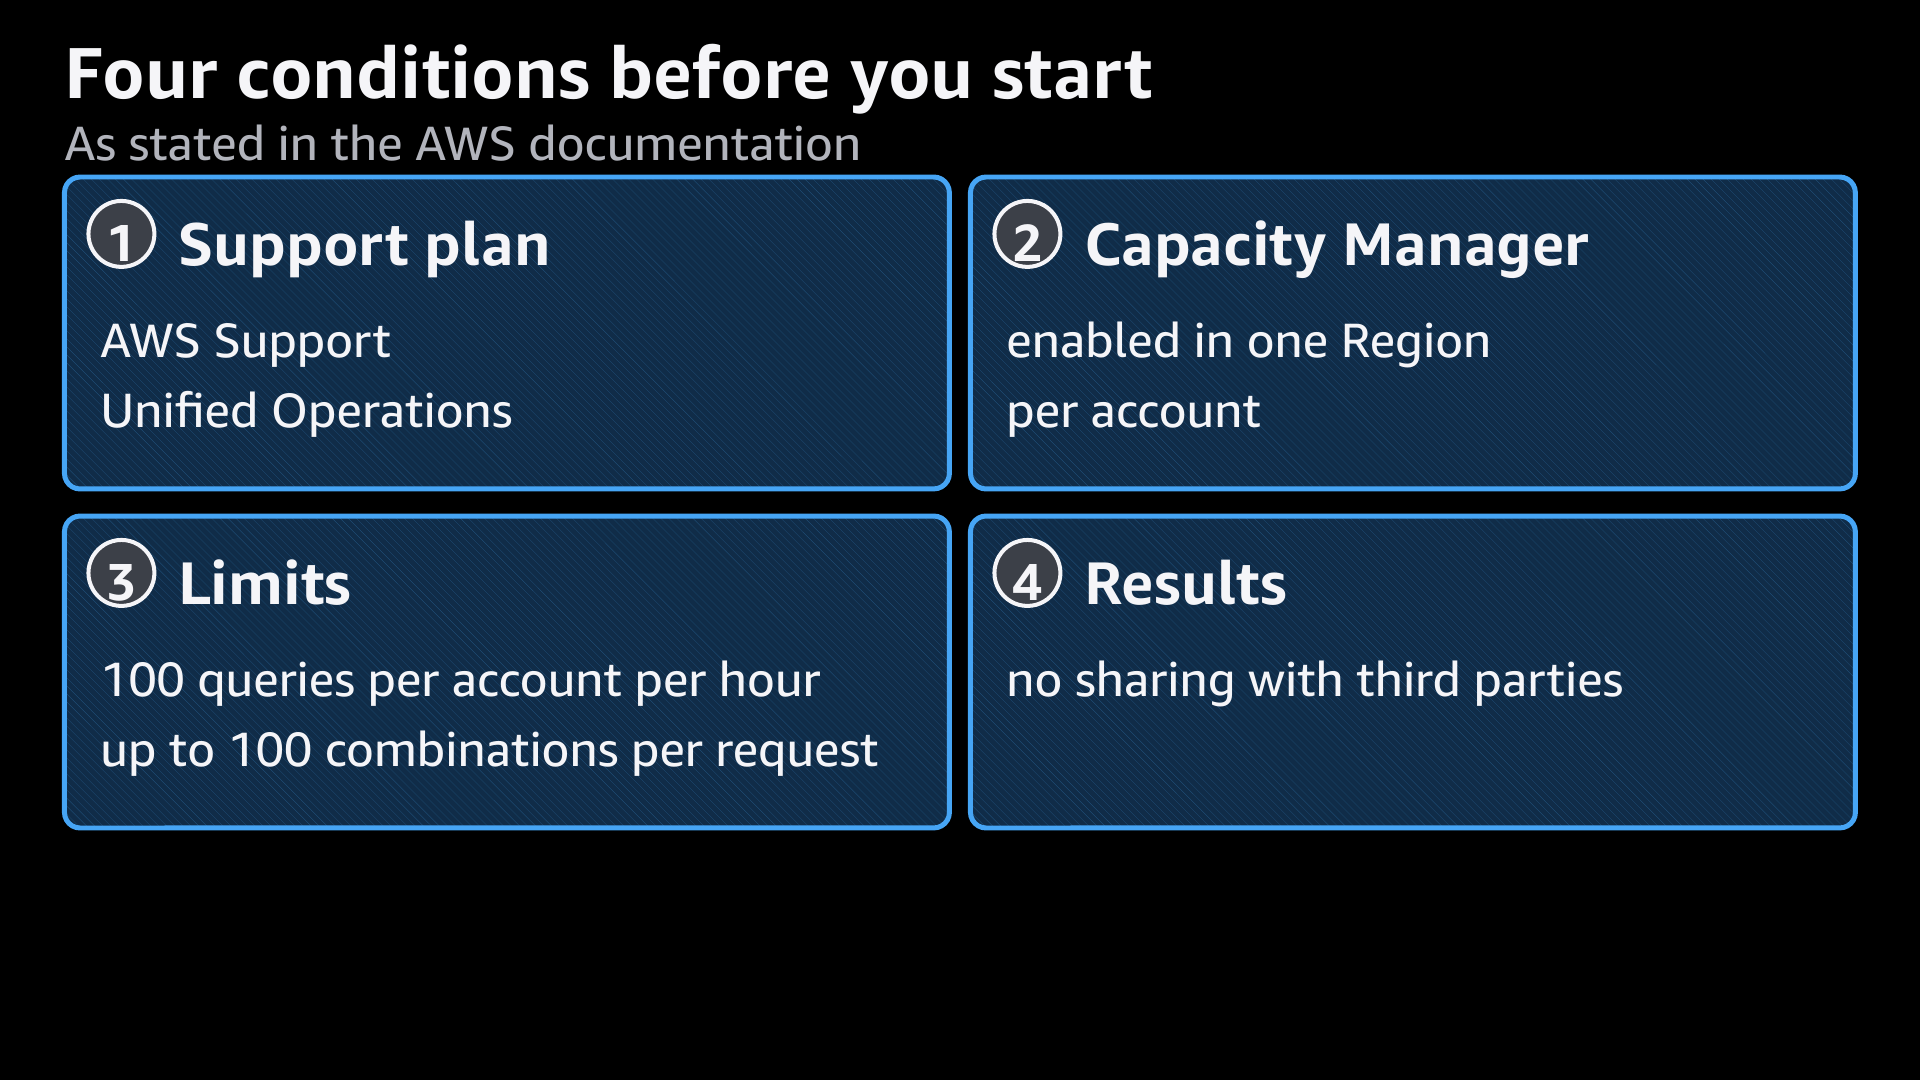 Four conditions before you start
As stated in the AWS documentation
1 Support plan
AWS Support
Unified Operations
2 Capacity Manager
enabled in one Region
per account
3 Limits
100 queries per account per hour
up to 100 combinations per request
4 Results
no sharing with third parties